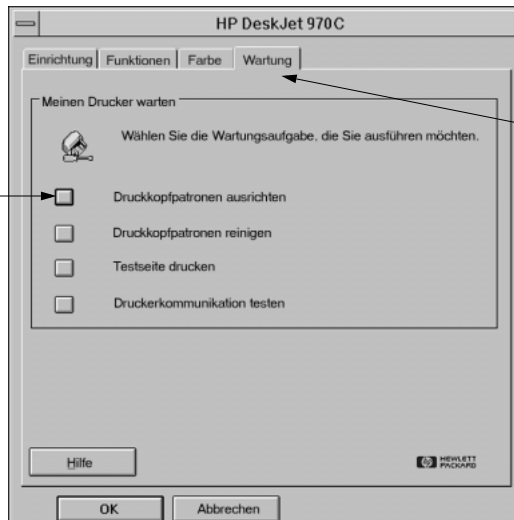 HP DeskJet 970C
Einrichtung Funktionen Farbe Wartung
Meinen Drucker warten
Wählen Sie die Wartungsaufgabe, die Sie ausführen möchten.
Druckkopfpatronen ausrichten
Druckkopfpatronen reinigen
Testseite drucken
Druckerkommunikation testen
Hilfe
HEWLETT
PACKARD
OK Abbrechen